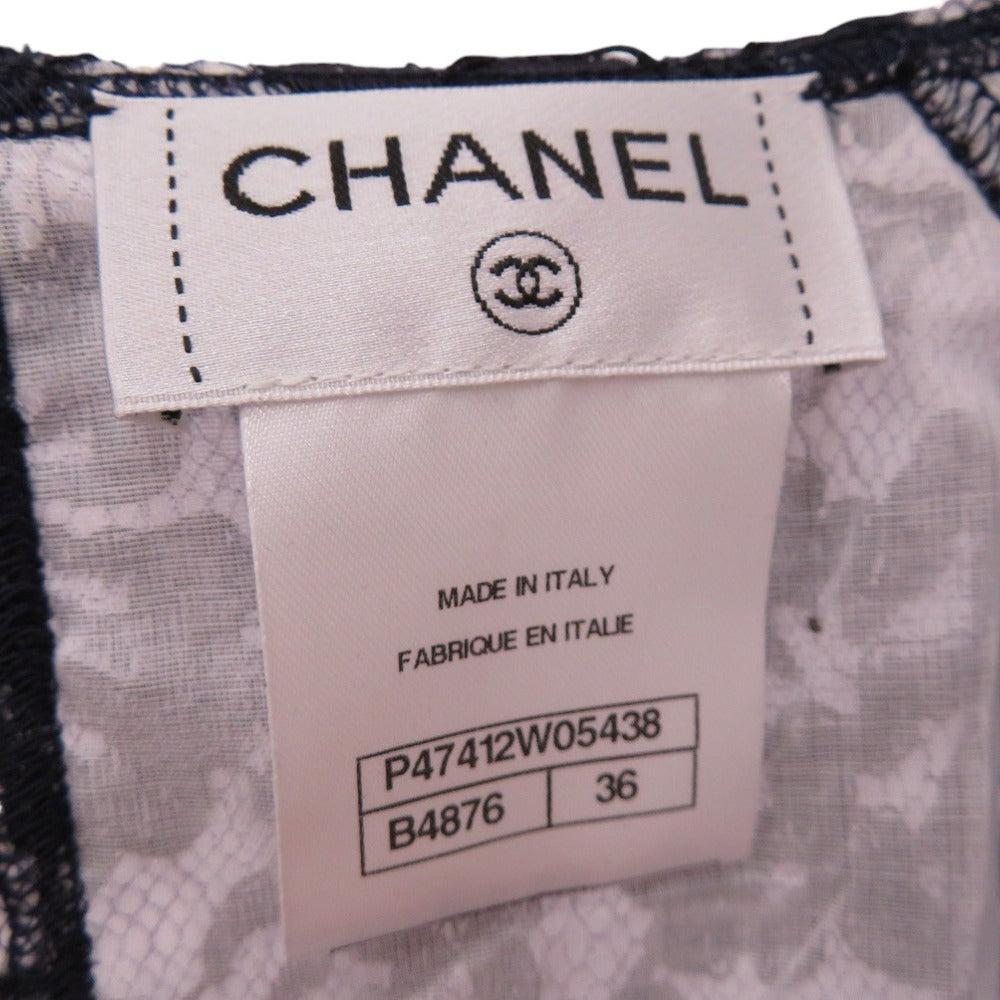 CHANEL
MADE IN ITALY
FABRIQUE EN ITALIE
P47412W05438
B4876 36